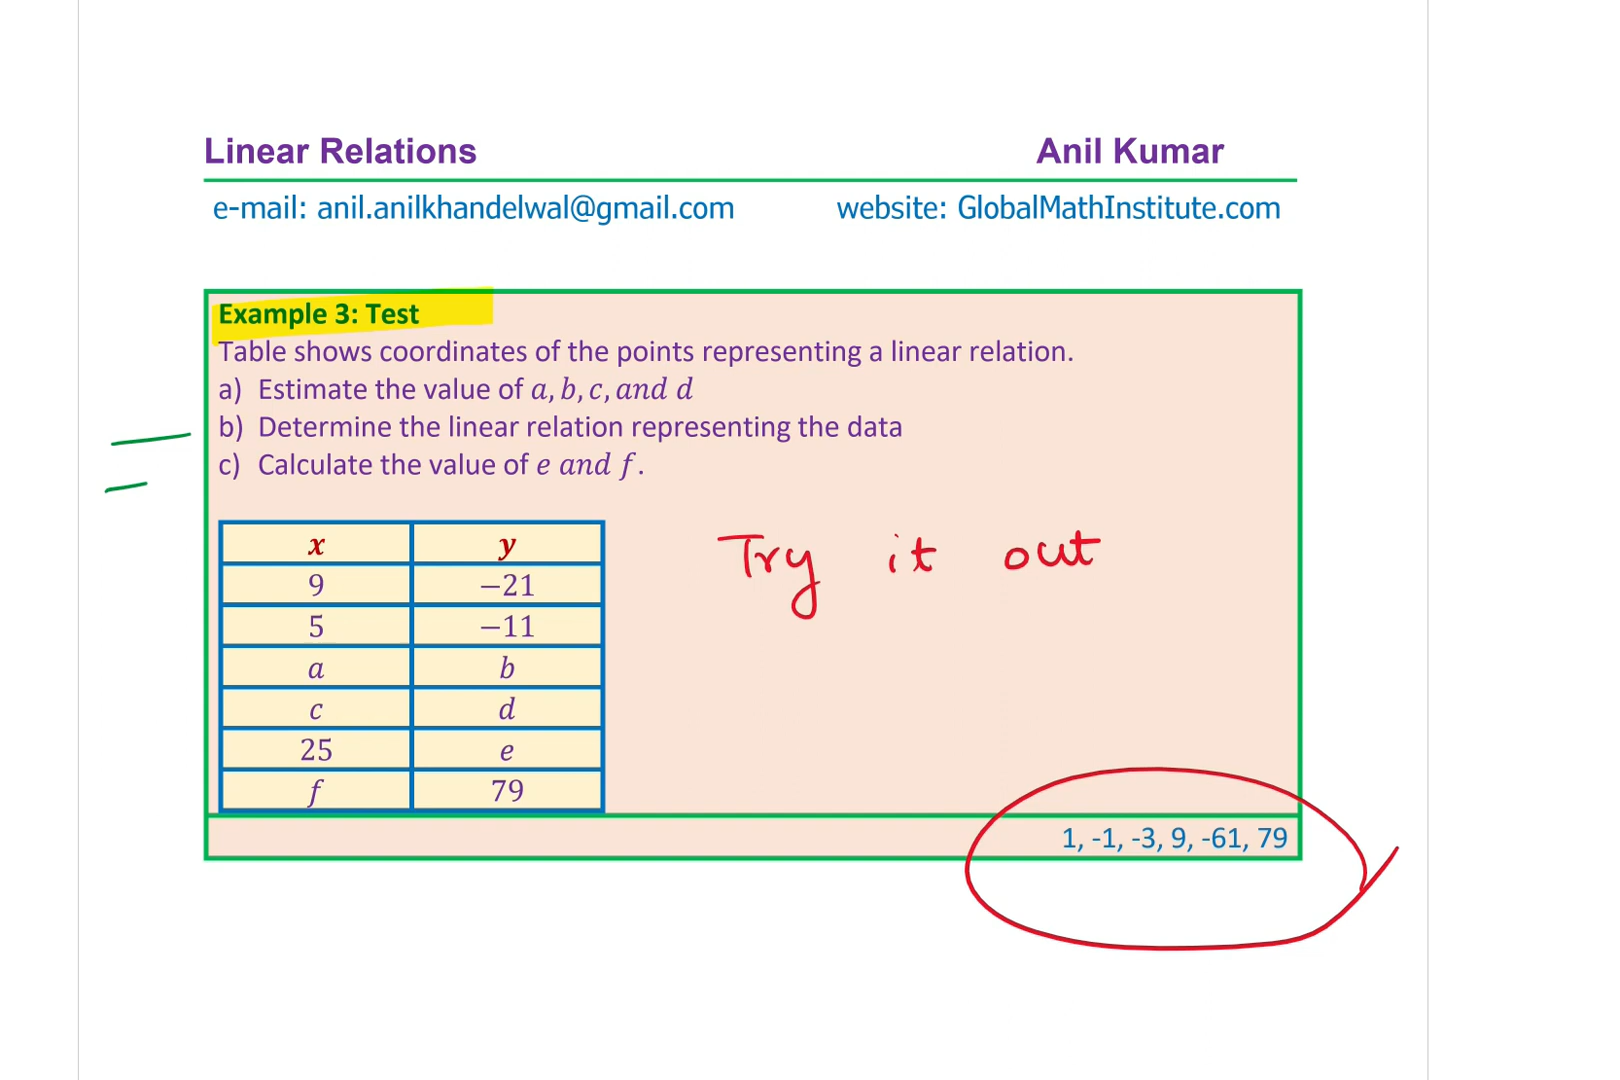 Linear Relations Anil Kumar
e-mail: anil.anilkhandelwal@gmail.com website: GlobalMathInstitute.com
Example 3: Test
Table shows coordinates of the points representing a linear relation.
a) Estimate the value of a, b, c, and d
b) Determine the linear relation representing the data
c) Calculate the value of e and f.
x y
9 −21
5 −11
a b
c d
25 e
f 79
Try it out
1, -1, -3, 9, -61, 79